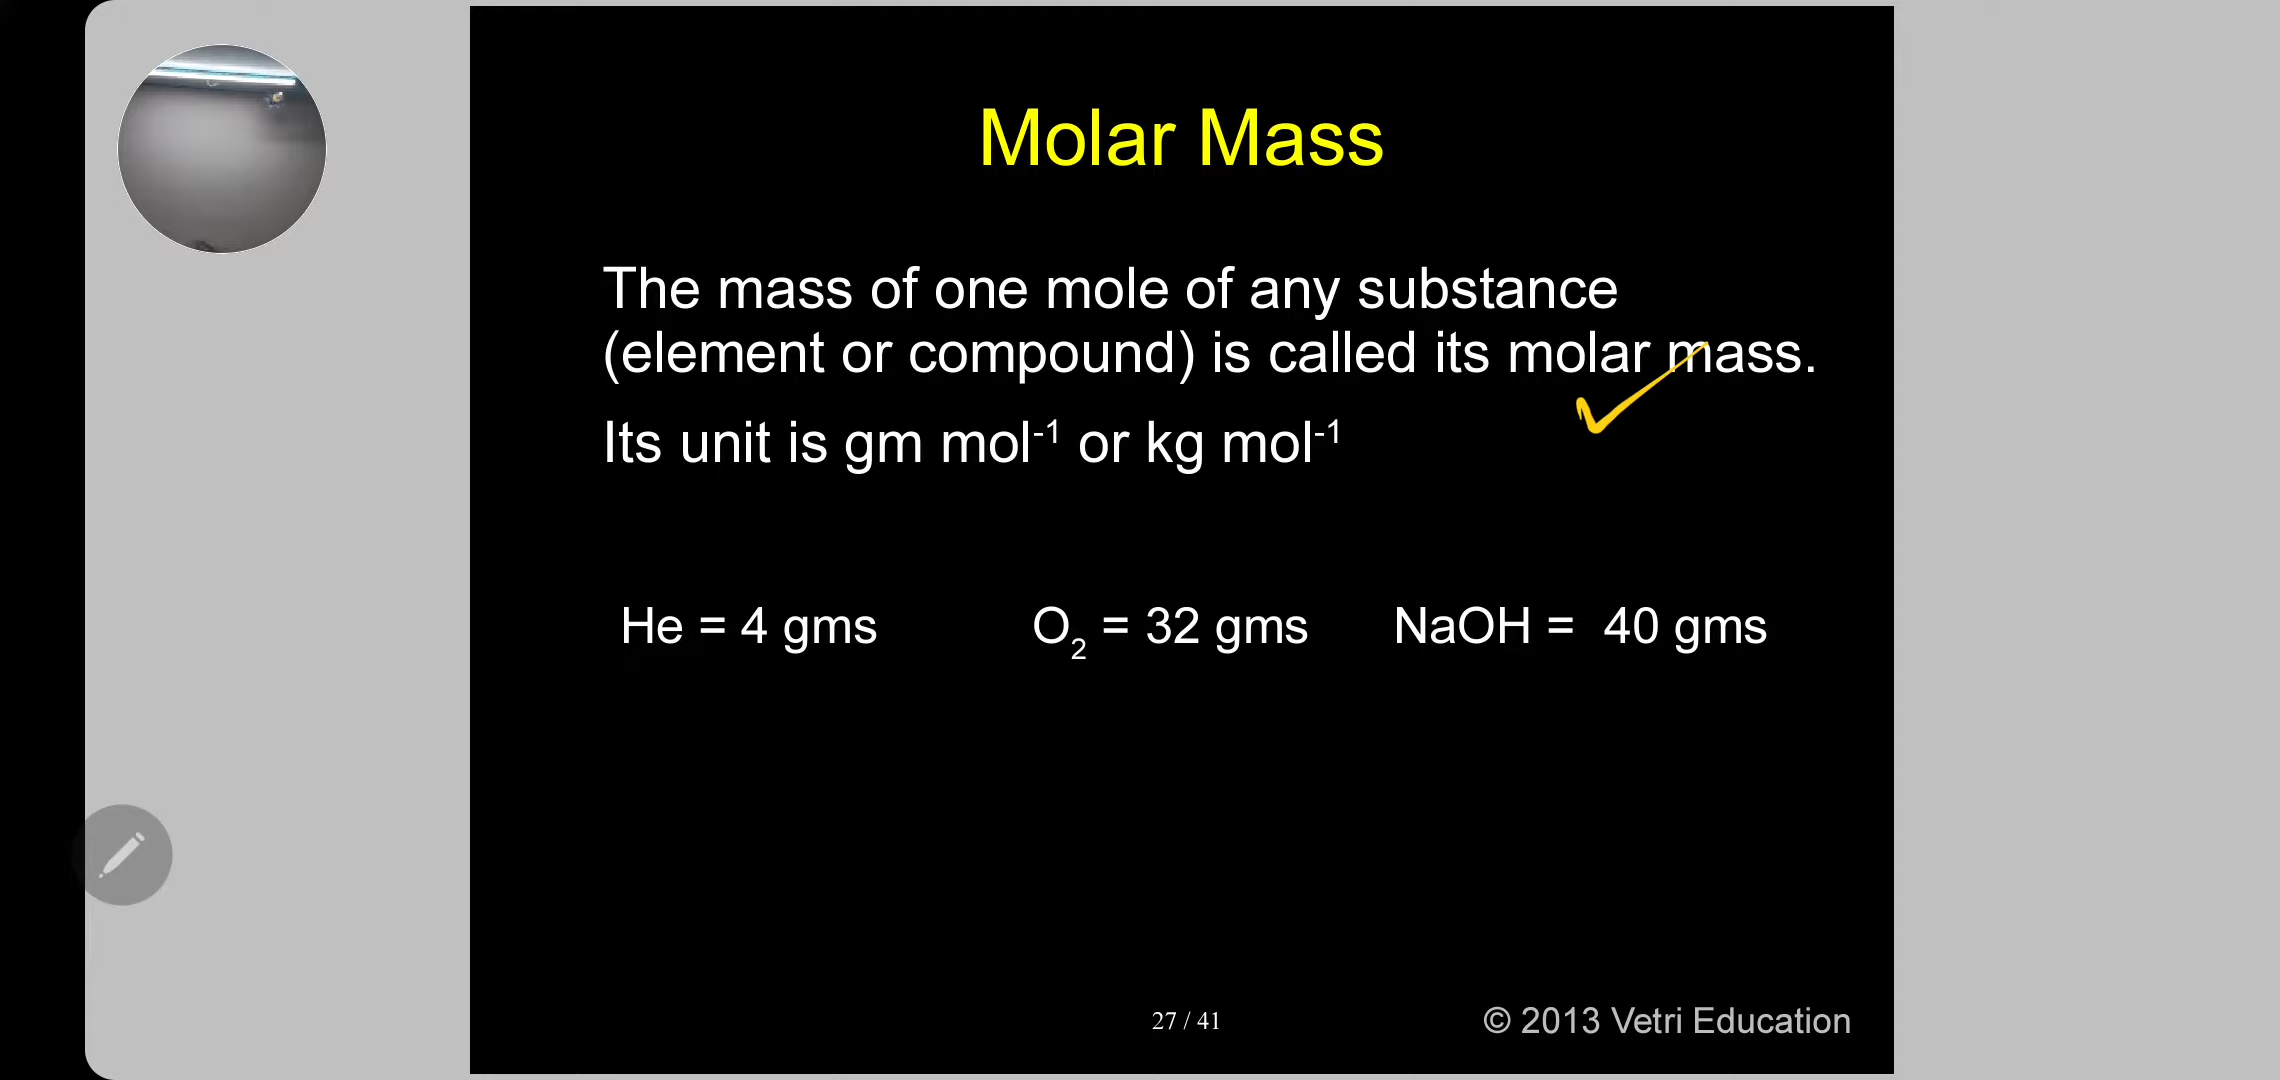 Molar Mass
The mass of one mole of any substance
(element or compound) is called its molar mass.
Its unit is gm mol⁻¹ or kg mol⁻¹
He = 4 gms O₂ = 32 gms NaOH = 40 gms
27 / 41
© 2013 Vetri Education